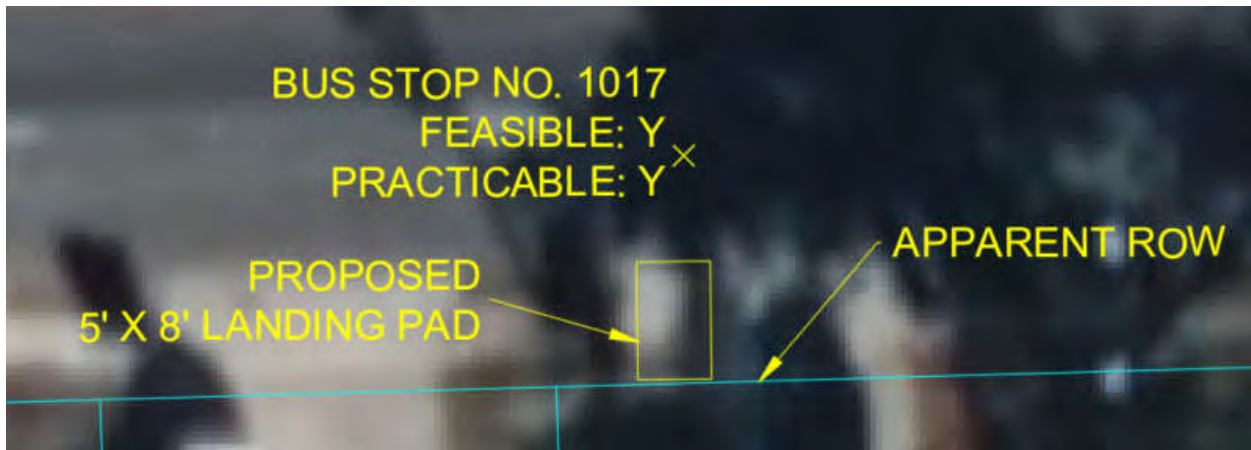 BUS STOP NO. 1017
FEASIBLE: Y
PRACTICABLE: Y
APPARENT ROW
PROPOSED
5' X 8' LANDING PAD